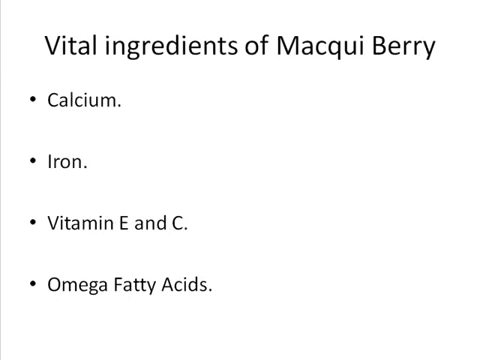 Vital ingredients of Macqui Berry
• Calcium.
• Iron.
• Vitamin E and C.
• Omega Fatty Acids.